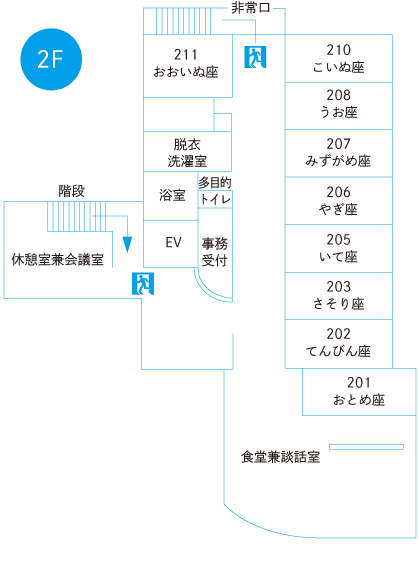 非常口
2F
211
おおいぬ座
210
こいぬ座
208
うお座
207
みずがめ座
脱衣
洗濯室
206
やぎ座
浴室
多目的
トイレ
階段
205
いて座
EV
事務
受付
休憩室兼会議室
203
さそり座
202
てんびん座
201
おとめ座
食堂兼談話室